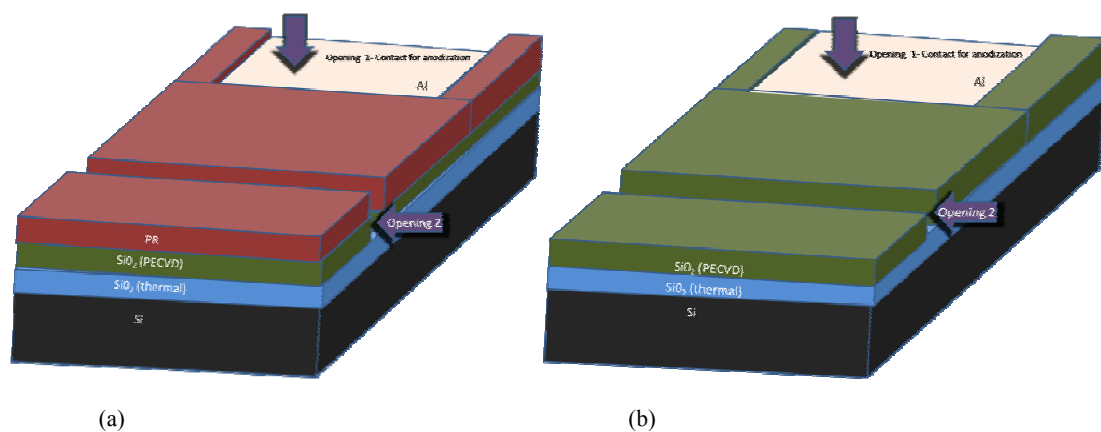 Opening 1- Contact for anodization
Al
Opening 2
PR
SiO₂ (PECVD)
SiO₂ (thermal)
Si
(a)
Opening 1- Contact for anodization
Al
Opening 2
SiO₂ (PECVD)
SiO₂ (thermal)
Si
(b)